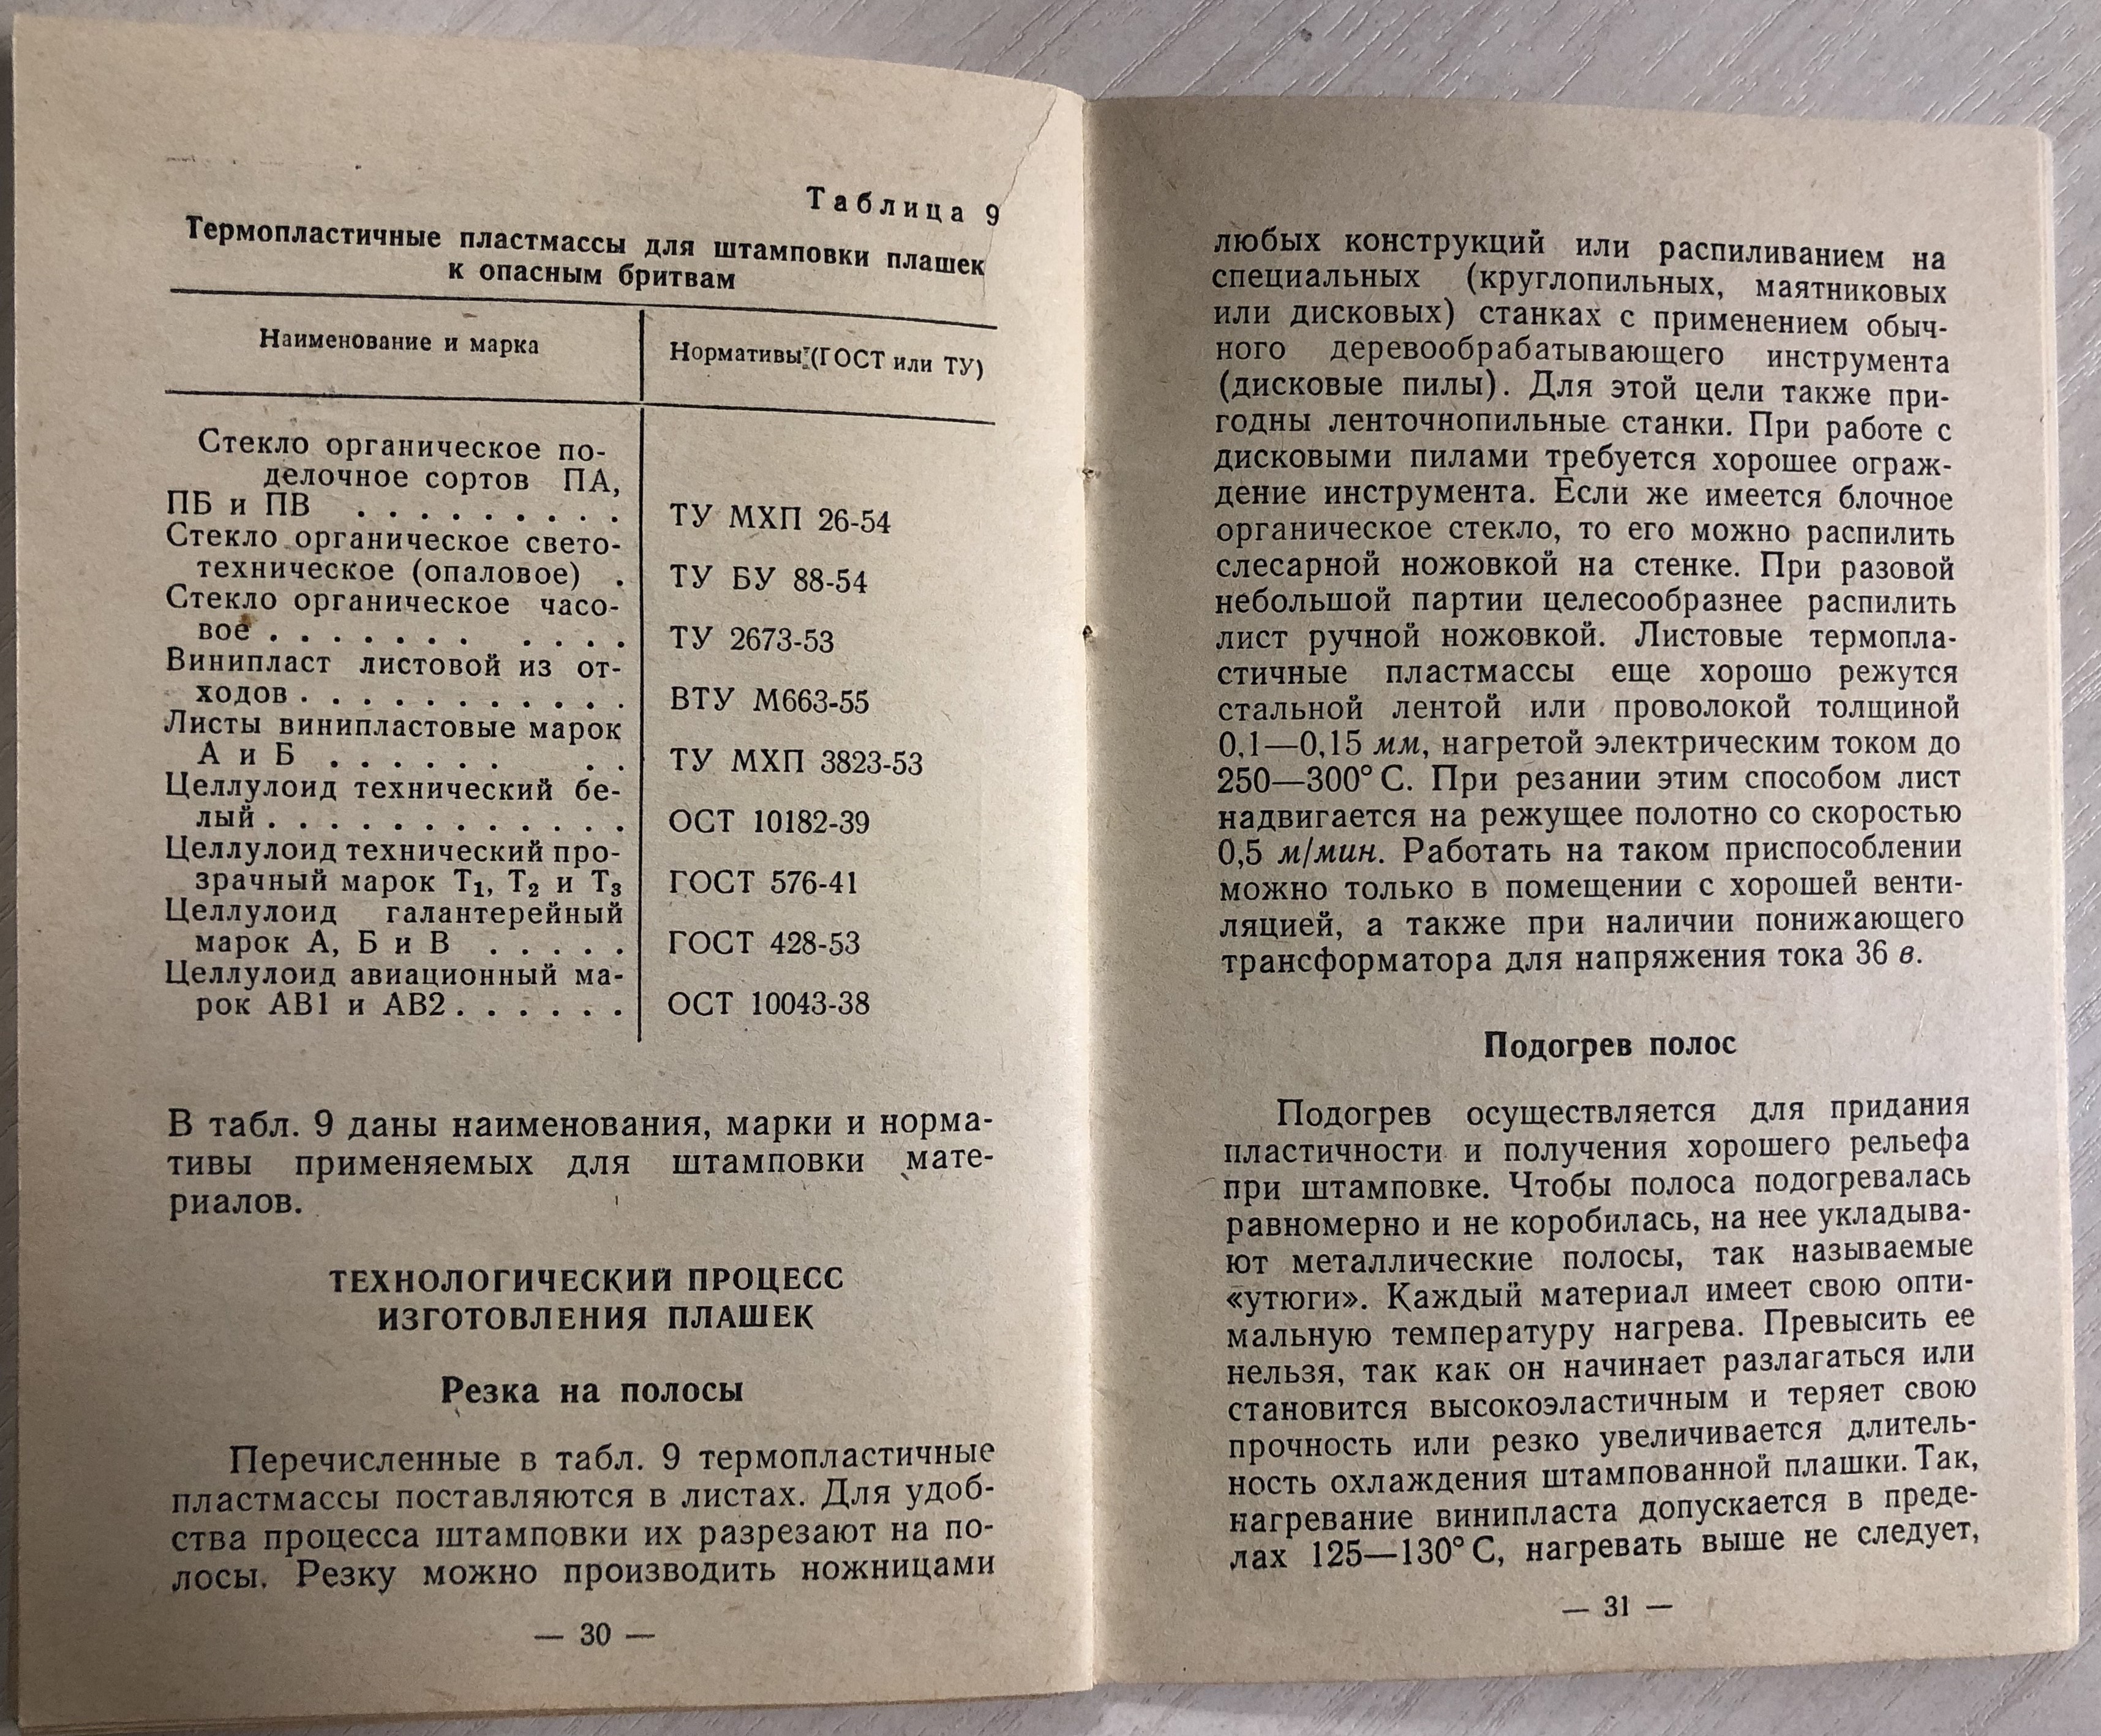 Таблица 9
Термопластичные пластмассы для штамповки плашек
к опасным бритвам
Наименование и марка
Нормативы (ГОСТ или ТУ)
Стекло органическое по-
делочное сортов ПА,
ПБ и ПВ . . . . . . . . . ТУ МХП 26-54
Стекло органическое свето-
техническое (опаловое) . ТУ БУ 88-54
Стекло органическое часо-
вое . . . . . . . . . . . ТУ 2673-53
Винипласт листовой из от-
ходов . . . . . . . . . . . ВТУ М663-55
Листы винипластовые марок
А и Б . . . . . . . . ТУ МХП 3823-53
Целлулоид технический бе-
лый . . . . . . . . . . . . ОСТ 10182-39
Целлулоид технический про-
зрачный марок Т₁, Т₂ и Т₃ ГОСТ 576-41
Целлулоид галантерейный
марок А, Б и В . . . . . ГОСТ 428-53
Целлулоид авиационный ма-
рок АВ1 и АВ2 . . . . . . ОСТ 10043-38
В табл. 9 даны наименования, марки и норма-
тивы применяемых для штамповки мате-
риалов.
ТЕХНОЛОГИЧЕСКИЙ ПРОЦЕСС
ИЗГОТОВЛЕНИЯ ПЛАШЕК
Резка на полосы
Перечисленные в табл. 9 термопластичные
пластмассы поставляются в листах. Для удоб-
ства процесса штамповки их разрезают на по-
лосы. Резку можно производить ножницами
— 30 —
любых конструкций или распиливанием на
специальных (круглопильных, маятниковых
или дисковых) станках с применением обыч-
ного деревообрабатывающего инструмента
(дисковые пилы). Для этой цели также при-
годны ленточнопильные станки. При работе с
дисковыми пилами требуется хорошее ограж-
дение инструмента. Если же имеется блочное
органическое стекло, то его можно распилить
слесарной ножовкой на стенке. При разовой
небольшой партии целесообразнее распилить
лист ручной ножовкой. Листовые термопла-
стичные пластмассы еще хорошо режутся
стальной лентой или проволокой толщиной
0,1—0,15 мм, нагретой электрическим током до
250—300° С. При резании этим способом лист
надвигается на режущее полотно со скоростью
0,5 м/мин. Работать на таком приспособлении
можно только в помещении с хорошей венти-
ляцией, а также при наличии понижающего
трансформатора для напряжения тока 36 в.
Подогрев полос
Подогрев осуществляется для придания
пластичности и получения хорошего рельефа
при штамповке. Чтобы полоса подогревалась
равномерно и не коробилась, на нее укладыва-
ют металлические полосы, так называемые
«утюги». Каждый материал имеет свою опти-
мальную температуру нагрева. Превысить ее
нельзя, так как он начинает разлагаться или
становится высокоэластичным и теряет свою
прочность или резко увеличивается длитель-
ность охлаждения штампованной плашки. Так,
нагревание винипласта допускается в преде-
лах 125—130° С, нагревать выше не следует,
— 31 —